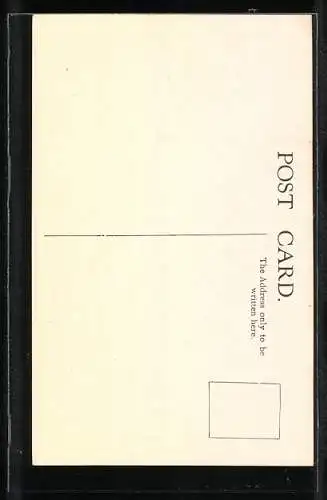 POST CARD.
The Address only to be
written here.